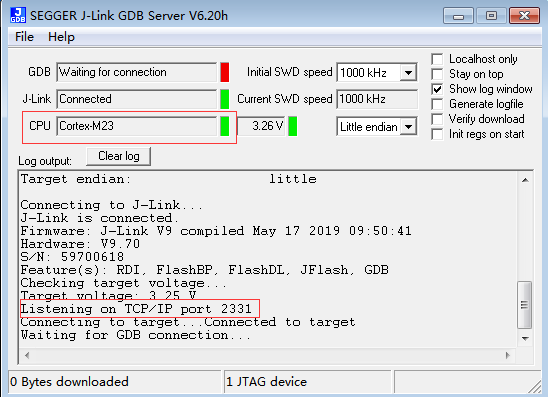 SEGGER J-Link GDB Server V6.20h
File Help
Localhost only
GDB Waiting for connection Initial SWD speed 1000 kHz Stay on top
Show log window
J-Link Connected Current SWD speed 1000 kHz Generate logfile
Verify download
CPU Cortex-M23 3.26 V Little endian Init regs on start
Log output: Clear log
Target endian: little
Connecting to J-Link...
J-Link is connected.
Firmware: J-Link V9 compiled May 17 2019 09:50:41
Hardware: V9.70
S/N: 59700618
Feature(s): RDI, FlashBP, FlashDL, JFlash, GDB
Checking target voltage...
Target voltage: 3.25 V
Listening on TCP/IP port 2331
Connecting to target...Connected to target
Waiting for GDB connection...
0 Bytes downloaded 1 JTAG device